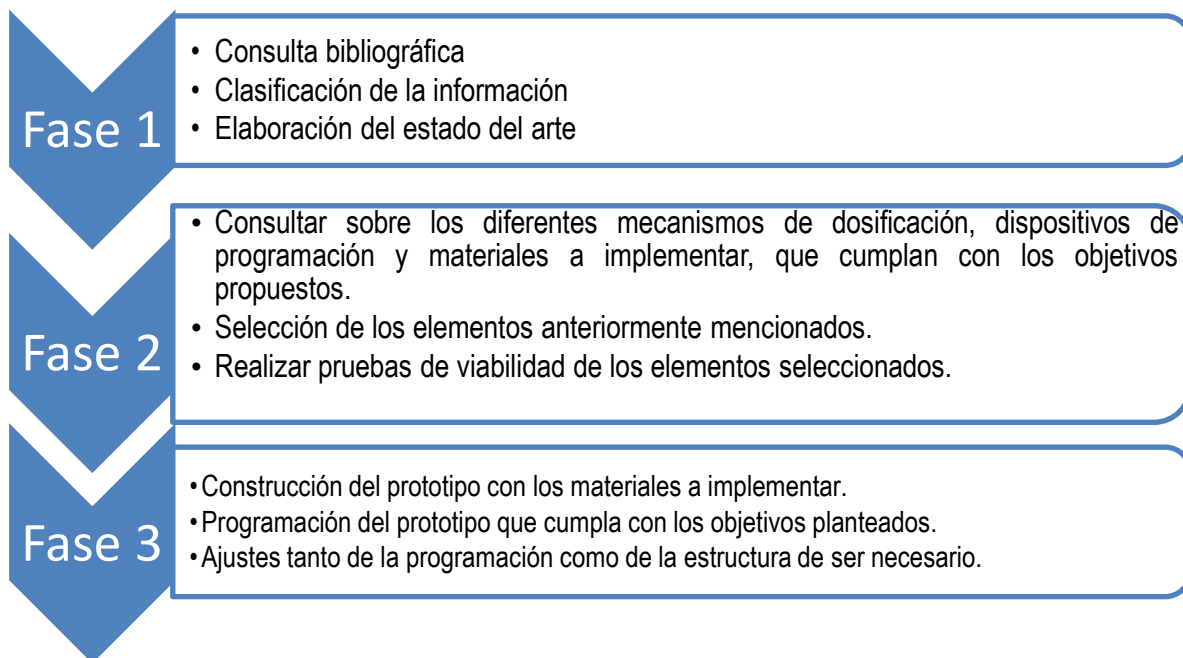 Fase 1
• Consulta bibliográfica
• Clasificación de la información
• Elaboración del estado del arte
Fase 2
• Consultar sobre los diferentes mecanismos de dosificación, dispositivos de
programación y materiales a implementar, que cumplan con los objetivos
propuestos.
• Selección de los elementos anteriormente mencionados.
• Realizar pruebas de viabilidad de los elementos seleccionados.
Fase 3
• Construcción del prototipo con los materiales a implementar.
• Programación del prototipo que cumpla con los objetivos planteados.
• Ajustes tanto de la programación como de la estructura de ser necesario.